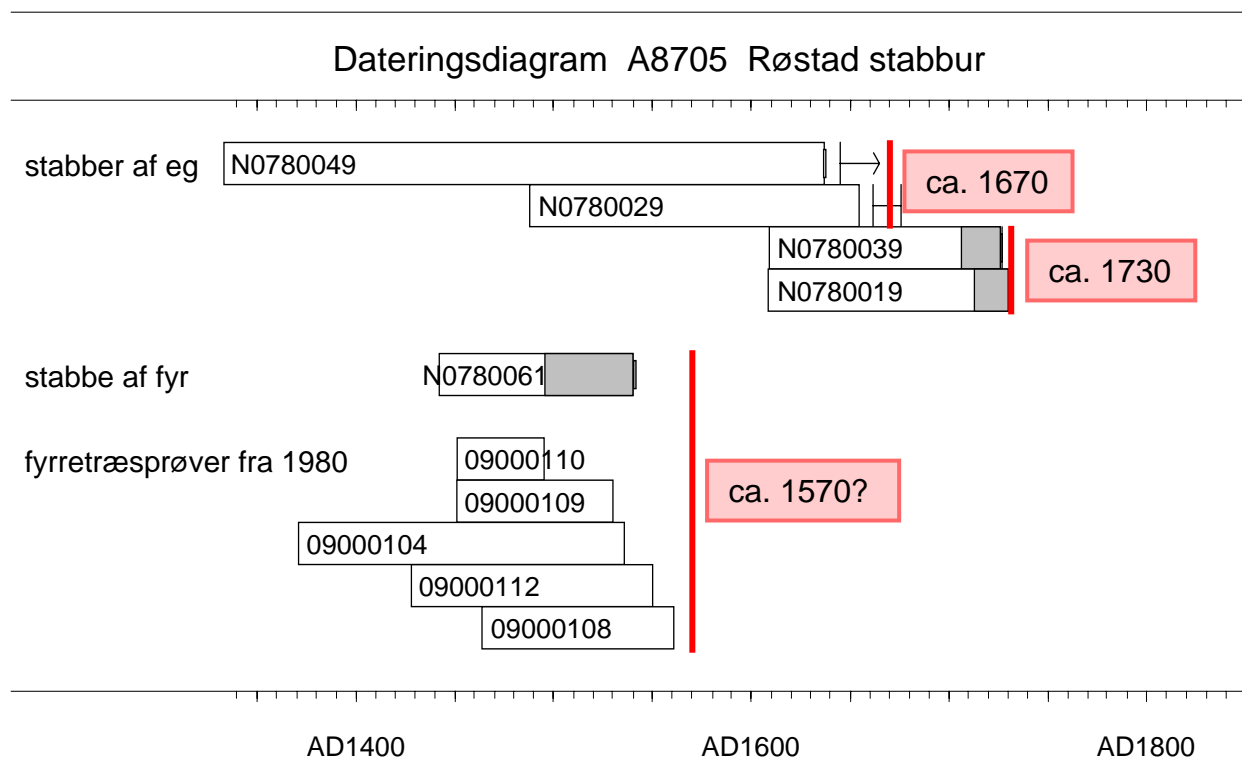 Dateringsdiagram A8705 Røstad stabbur
stabber af eg
N0780049
ca. 1670
N0780029
N0780039
ca. 1730
N0780019
stabbe af fyr
N0780061
fyrretræsprøver fra 1980
09000110
ca. 1570?
09000109
09000104
09000112
09000108
AD1400 AD1600 AD1800